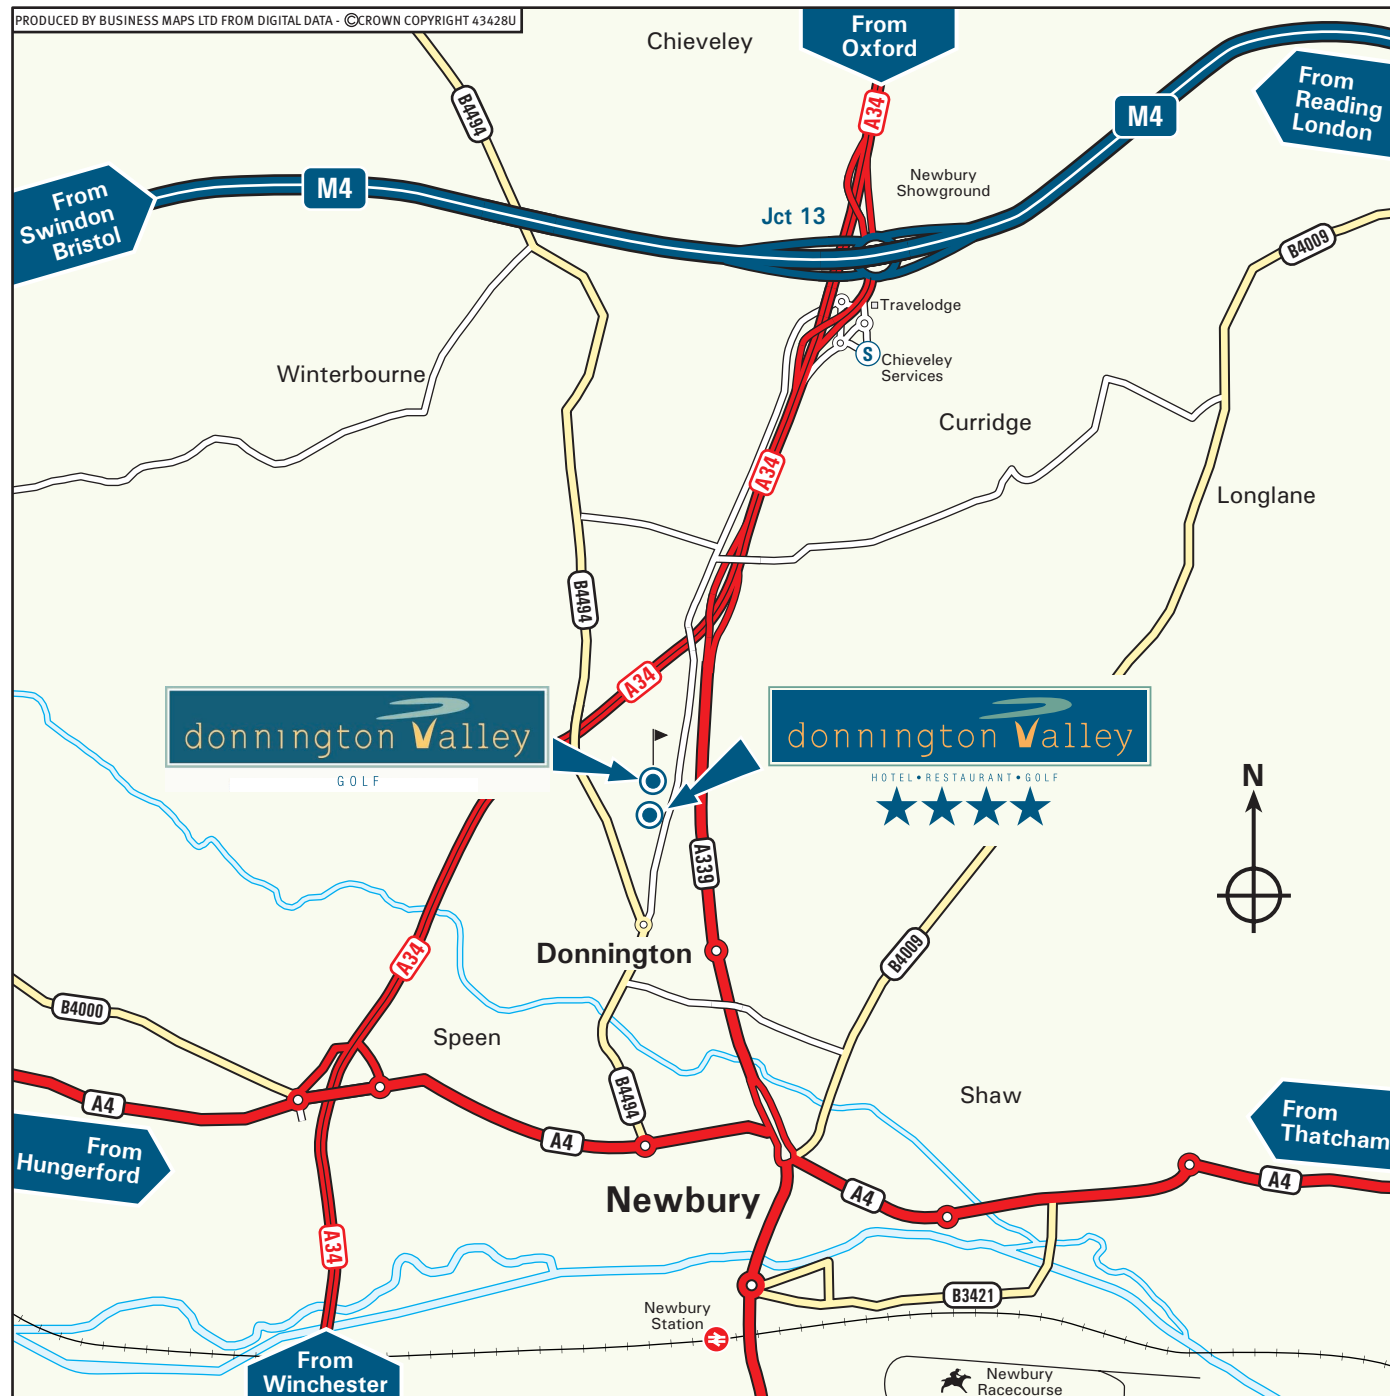 PRODUCED BY BUSINESS MAPS LTD FROM DIGITAL DATA - ©CROWN COPYRIGHT 43428U
Chieveley
From
Oxford
From
Reading
London
B4494
A34
M4
M4
From
Swindon
Bristol
Newbury
Showground
Jct 13
B4009
Travelodge
S
Chieveley
Services
Winterbourne
Curridge
A34
Longlane
B4494
A34
donnington Valley
GOLF
donnington Valley
HOTEL•RESTAURANT•GOLF
N
A339
A34
Donnington
B4009
B4000
Speen
B4494
Shaw
A4
A4
From
Hungerford
From
Thatcham
Newbury
A4
A4
A34
B3421
Newbury
Station
From
Winchester
Newbury
Racecourse